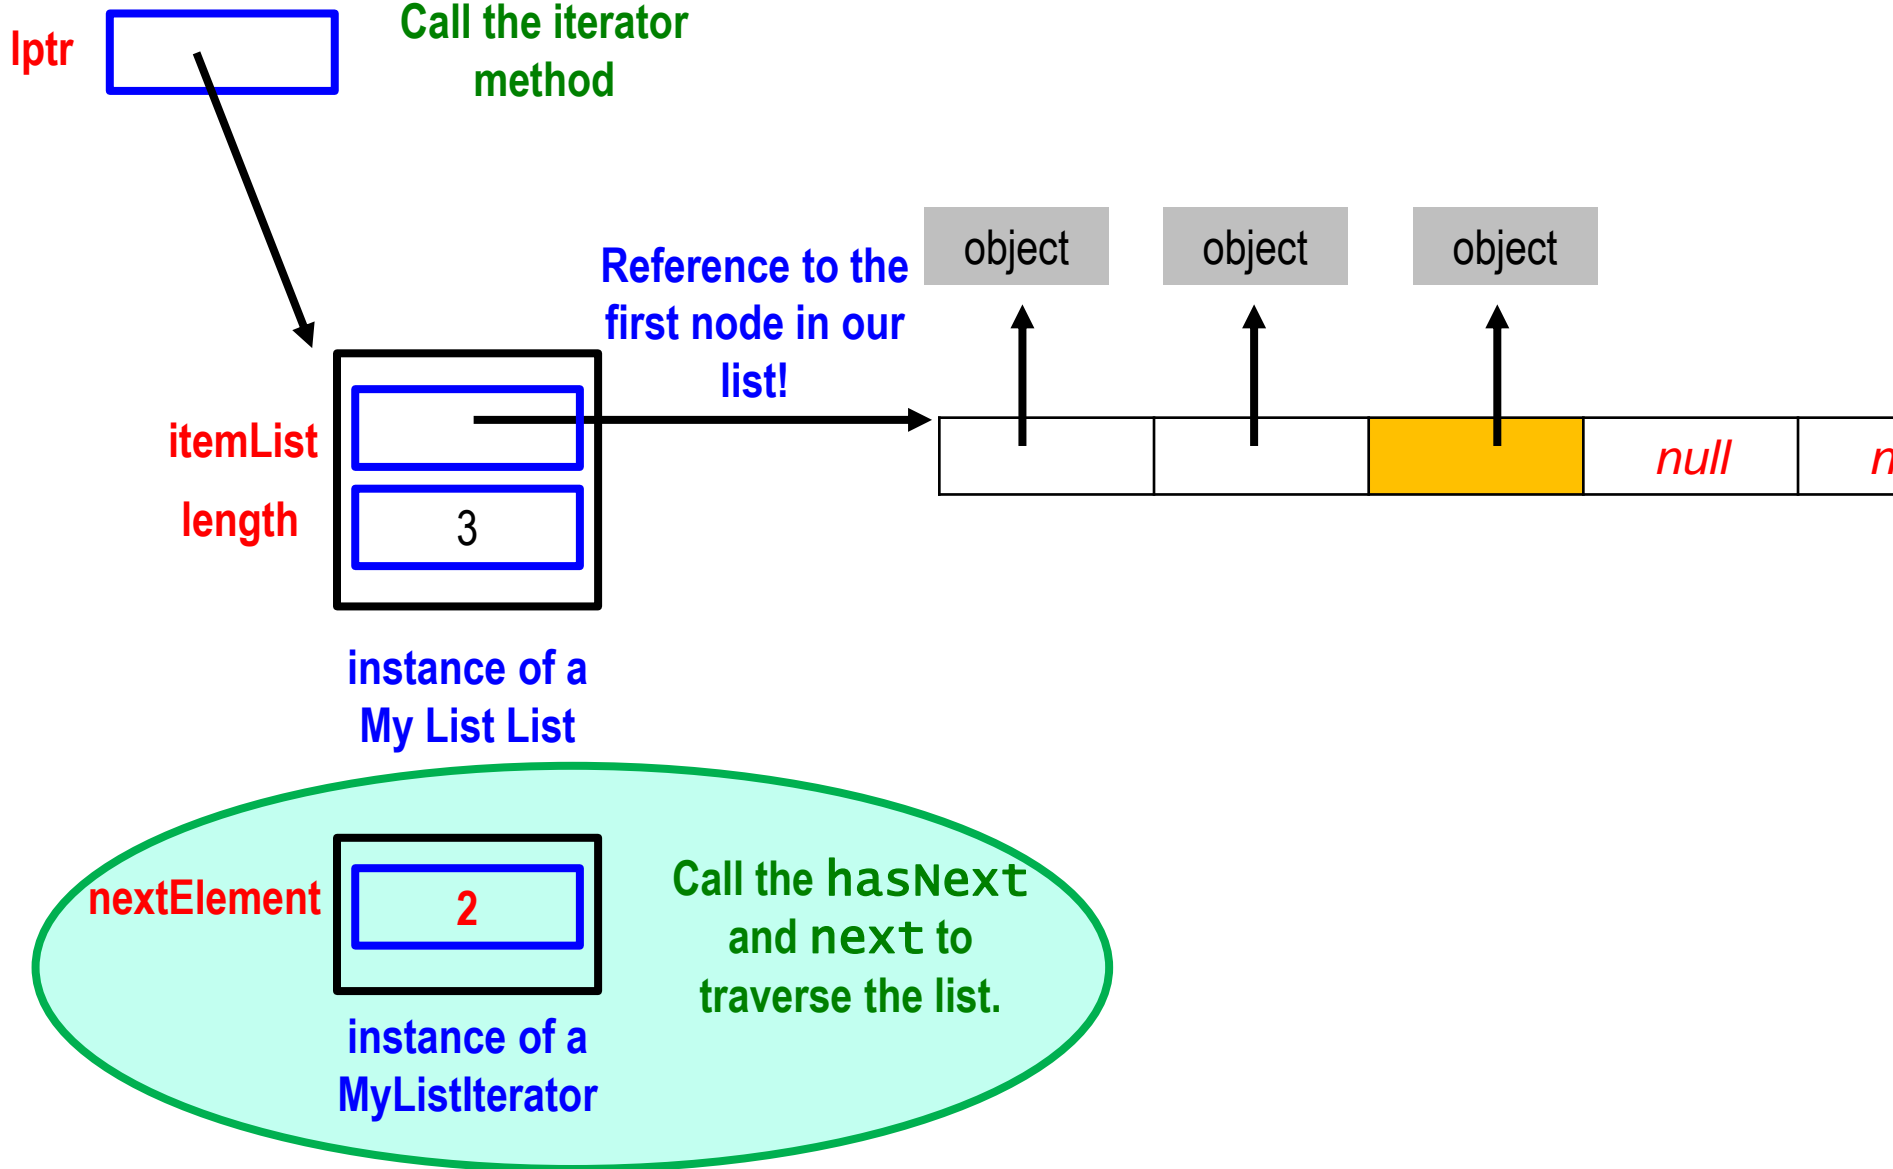 lptr
Call the iterator
method
object
object
object
Reference to the
first node in our
list!
itemList
null
length
3
instance of a
My List List
nextElement
2
Call the hasNext
and next to
traverse the list.
instance of a
MyListIterator